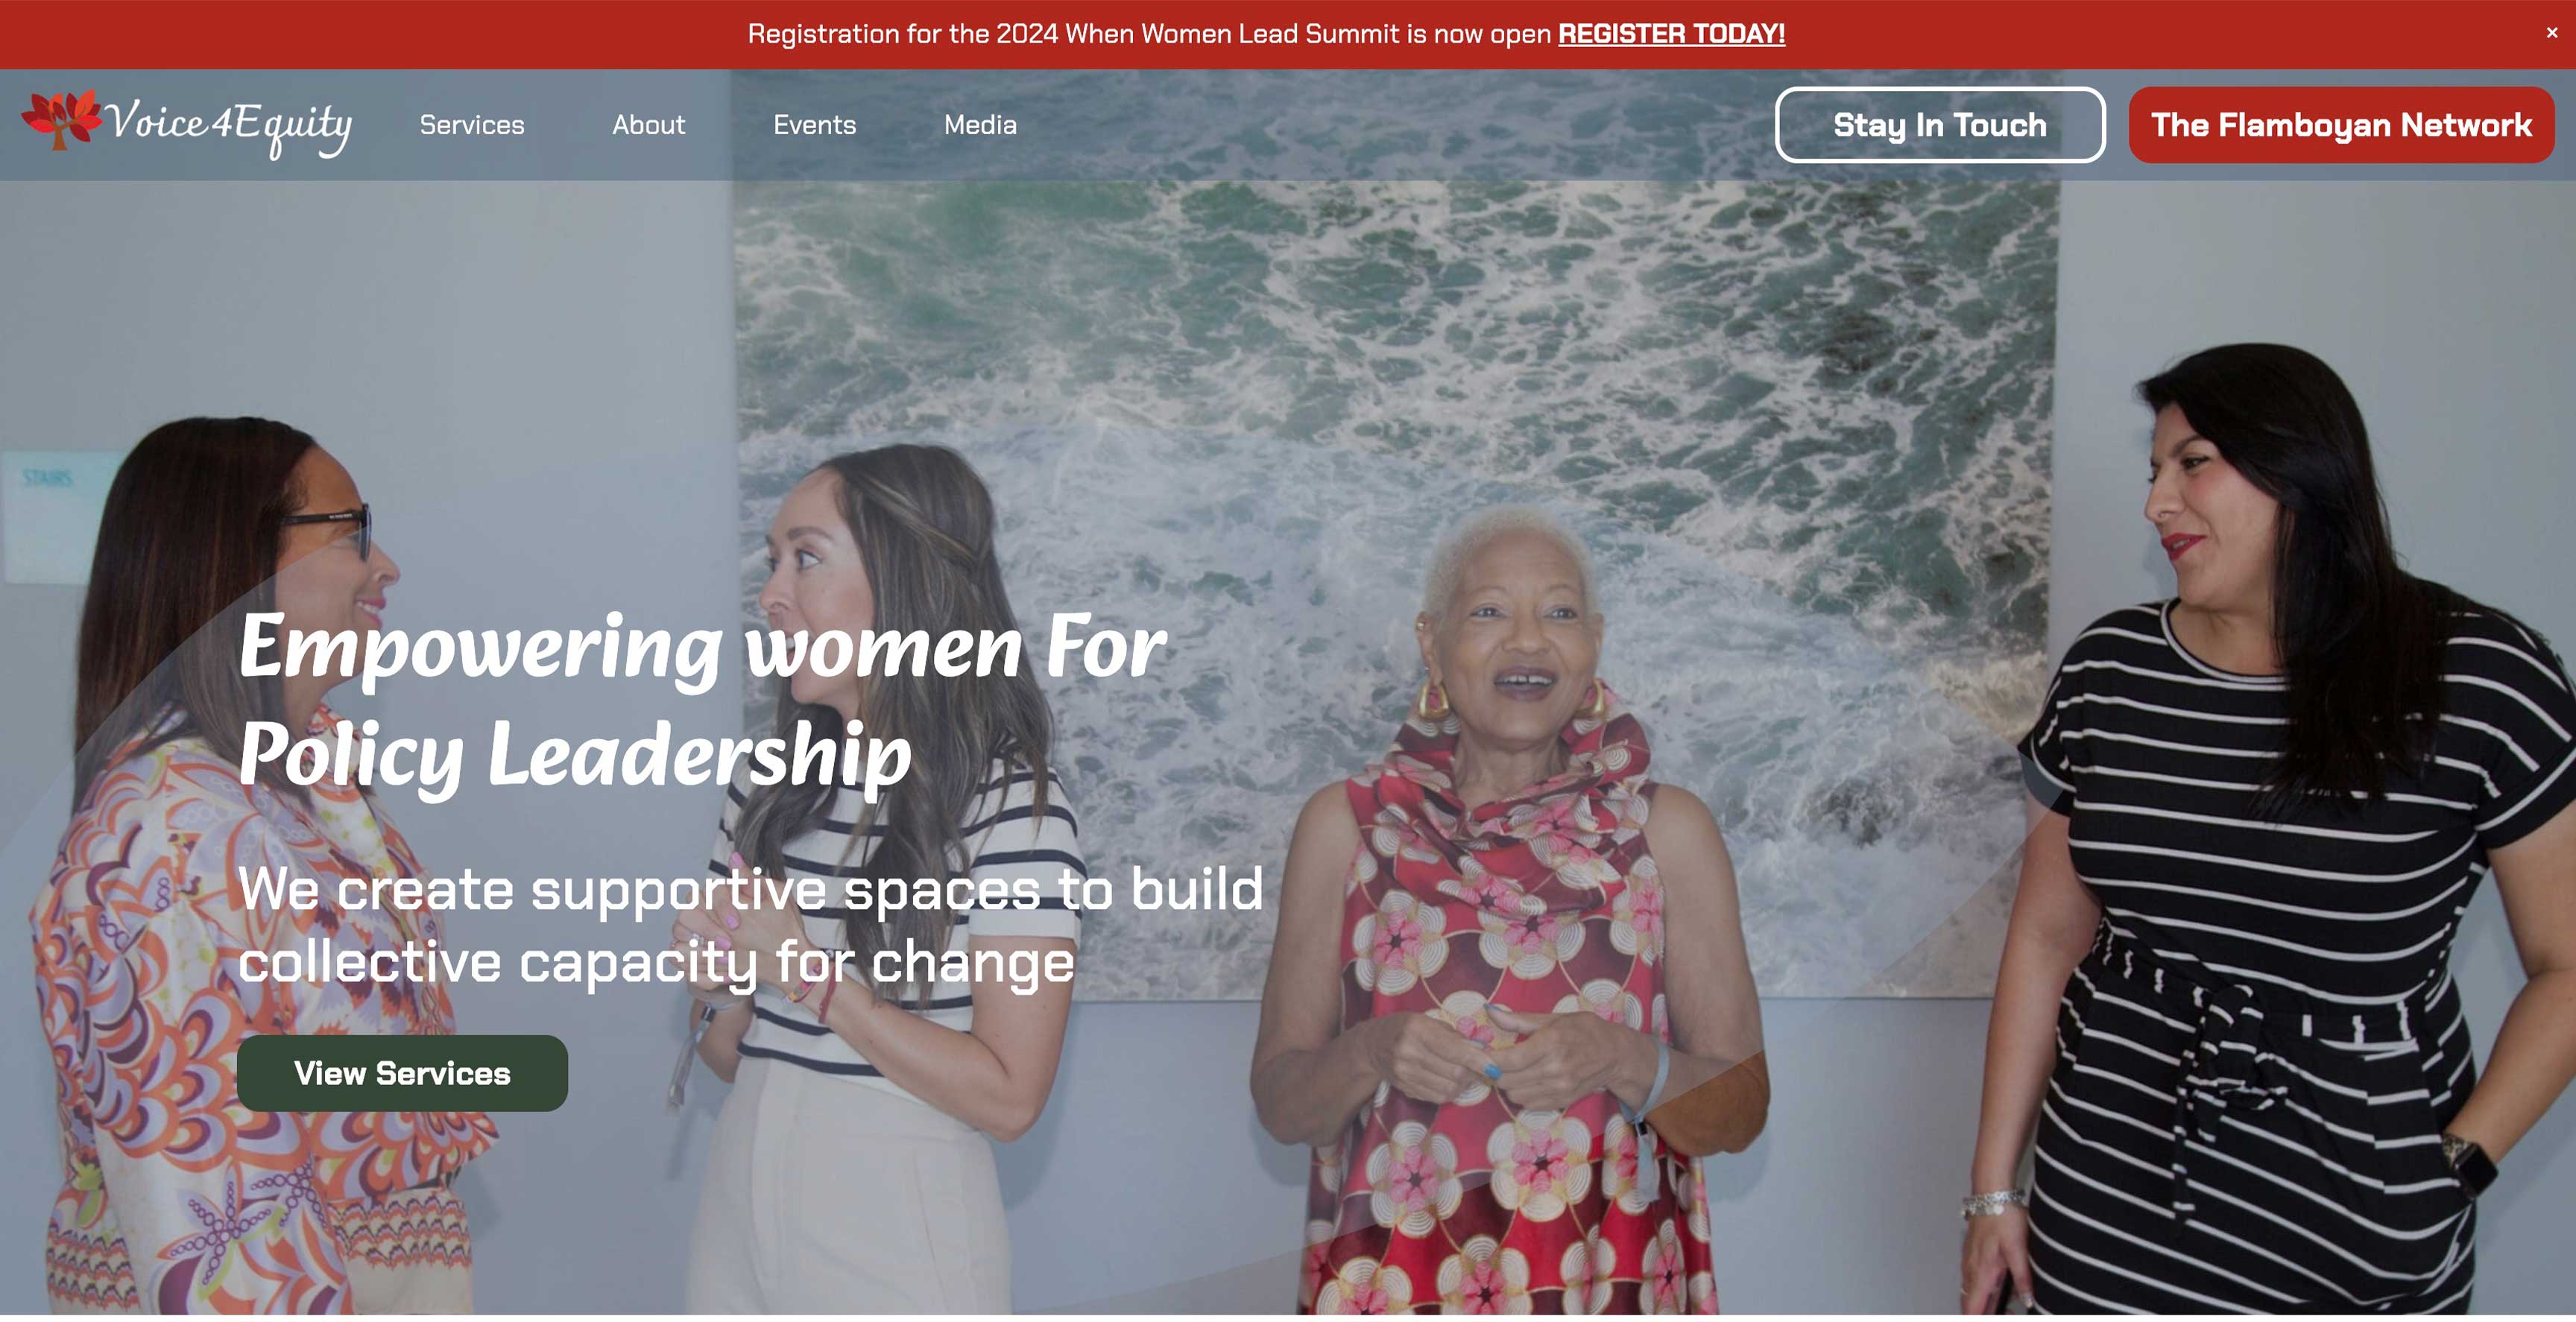 Registration for the 2024 When Women Lead Summit is now open REGISTER TODAY!
×
Voice4Equity
Services
About
Events
Media
Stay In Touch
The Flamboyan Network
STAIRS
Empowering women For
Policy Leadership
We create supportive spaces to build
collective capacity for change
View Services